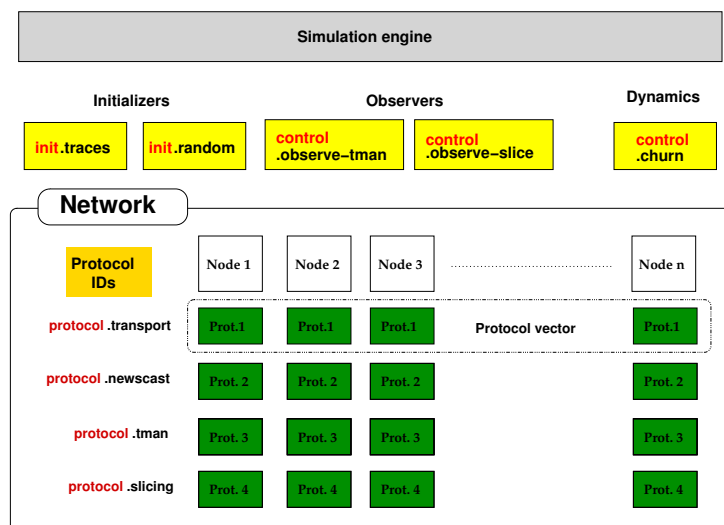 Simulation engine
Initializers
Observers
Dynamics
init.traces
init.random
control
.observe−tman
control
.observe−slice
control
.churn
Network
Protocol
IDs
Node 1
Node 2
Node 3
Node n
protocol .transport
Prot.1
Prot.1
Prot.1
Protocol vector
Prot.1
protocol .newscast
Prot. 2
Prot. 2
Prot. 2
Prot. 2
protocol .tman
Prot. 3
Prot. 3
Prot. 3
Prot. 3
protocol .slicing
Prot. 4
Prot. 4
Prot. 4
Prot. 4